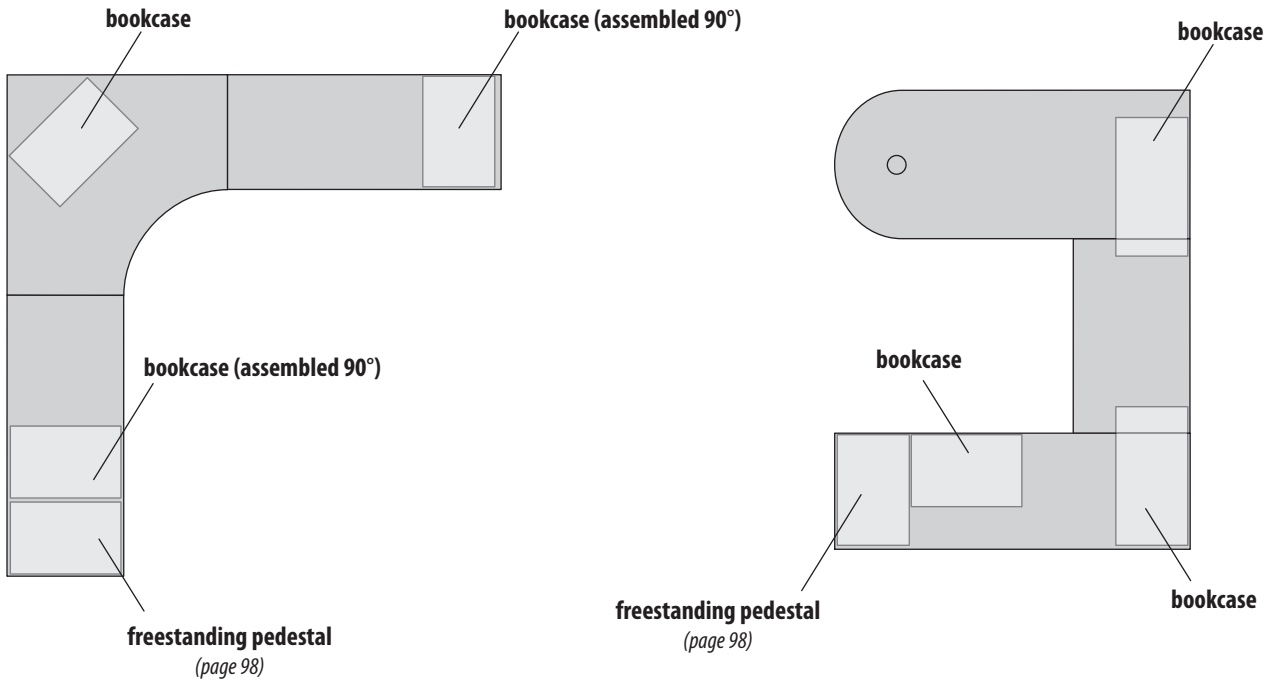 bookcase
bookcase (assembled 90°)
bookcase
bookcase (assembled 90°)
bookcase
freestanding pedestal
(page 98)
freestanding pedestal
(page 98)
bookcase